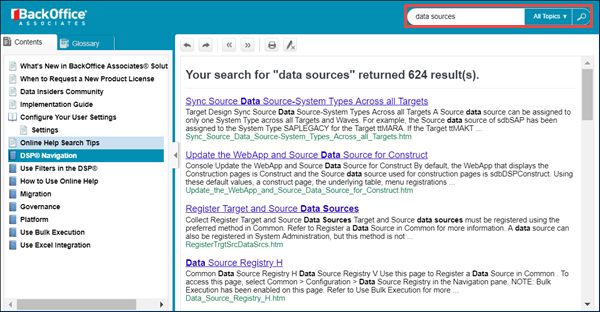 BackOffice
ASSOCIATES®
data sources
All Topics
Contents
Glossary
What's New in BackOffice Associates® Solut
When to Request a New Product License
Data Insiders Community
Implementation Guide
Configure Your User Settings
Settings
Online Help Search Tips
DSP® Navigation
Use Filters in the DSP®
How to Use Online Help
Migration
Governance
Platform
Use Bulk Execution
Use Excel Integration
Your search for "data sources" returned 624 result(s).
Sync Source Data Source-System Types Across all Targets
Target Design Sync Source Data Source-System Types Across all Targets A Source data source can be assigned to
only one System Type across all Targets and Waves. For example, the Source data source of sdbSAP has been
assigned to the System Type SAPLEGACY for the Target ttMARA. If the Target ttMAKT ...
Sync_Source_Data_Source-System_Types_Across_all_Targets.htm
Update the WebApp and Source Data Source for Construct
Console Update the WebApp and Source Data Source for Construct By default, the WebApp that displays the
Construction pages is Construct and the Source data source used for construction pages is sdbDSPConstruct. Using
these default values, a construct page, the underlying table, menu registrations ...
Update_the_WebApp_and_Source_Data_Source_for_Construct.htm
Register Target and Source Data Sources
Collect Register Target and Source Data Sources Target and Source data sources must be registered using the
preferred method in Common. Refer to Register a Data Source in Common for more information. A data source
can also be registered in System Administration, but this method is not ...
RegisterTrgtSrcDataSrcs.htm
Data Source Registry H
Common Data Source Registry H Data Source Registry V Use this page to Register a Data Source in Common . To
access this page, select Common > Configuration > Data Source Registry in the Navigation pane. NOTE: Bulk
Execution has been enabled on this page. Refer to Use Bulk Execution for more ...
Data_Source_Registry_H.htm